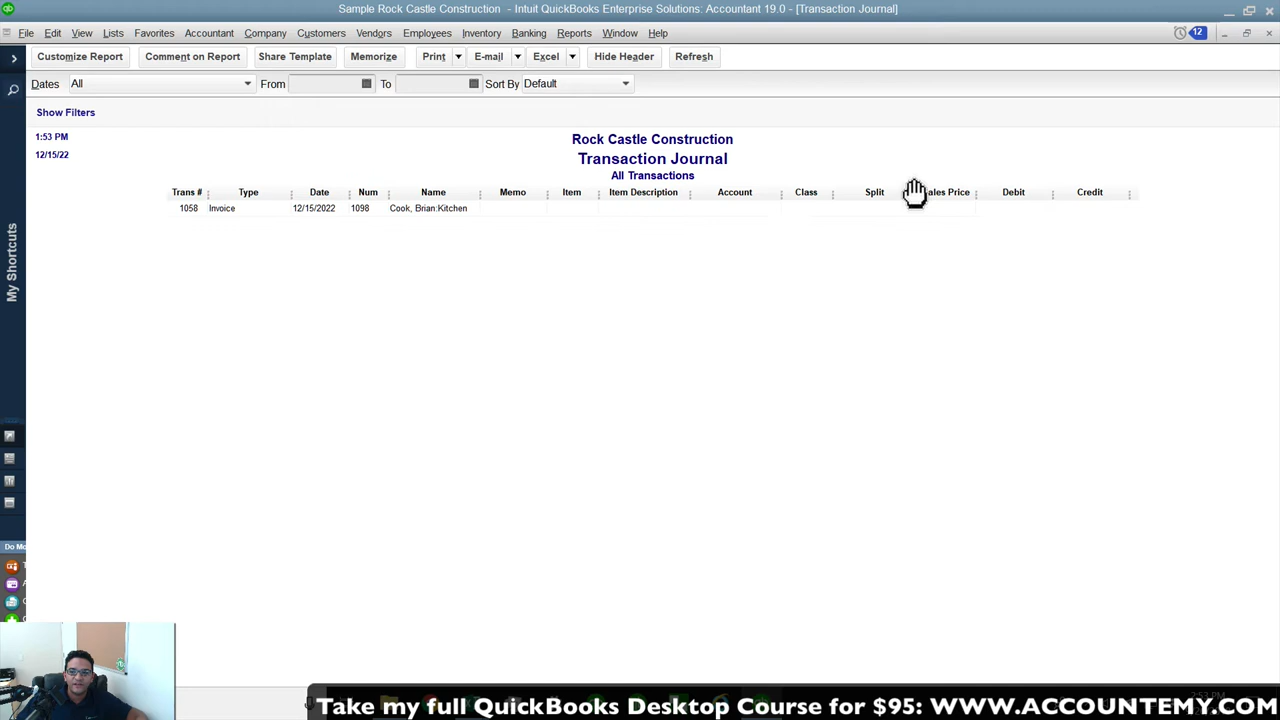 Sample Rock Castle Construction - Intuit QuickBooks Enterprise Solutions: Accountant 19.0 - [Transaction Journal]
File Edit View Lists Favorites Accountant Company Customers Vendors Employees Inventory Banking Reports Window Help 12
Customize Report Comment on Report Share Template Memorize Print E-mail Excel Hide Header Refresh
Dates All From To Sort By Default
Show Filters
1:53 PM
12/15/22
Rock Castle Construction
Transaction Journal
All Transactions
Trans # Type Date Num Name Memo Item Item Description Account Class Split Sales Price Debit Credit
1058 Invoice 12/15/2022 1098 Cook, Brian:Kitchen
My Shortcuts
Do Mo
Take my full QuickBooks Desktop Course for $95: WWW.ACCOUNTEMY.COM